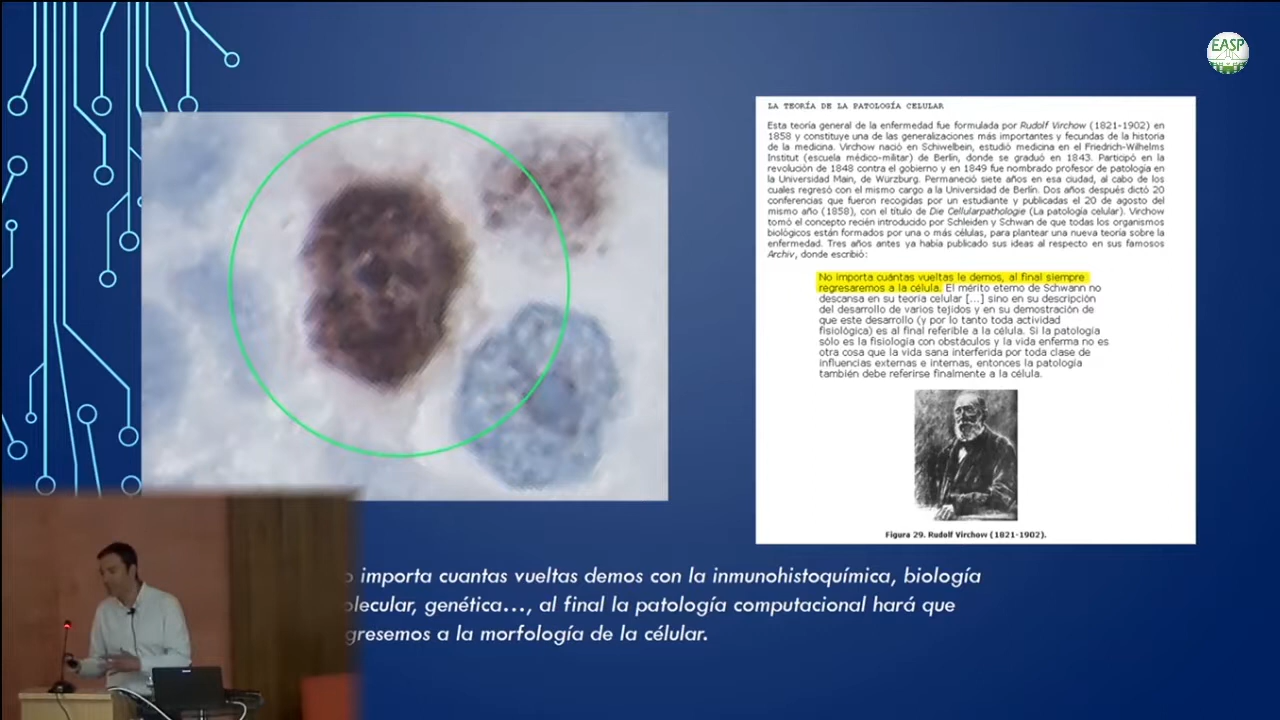 EASP
LA TEORÍA DE LA PATOLOGÍA CELULAR
Esta teoría general de la enfermedad fue formulada por Rudolf Virchow (1821-1902) en
1858 y constituye una de las generalizaciones más importantes y fecundas de la historia
de la medicina. Virchow nació en Schiwelbein, estudió medicina en el Friedrich-Wilhelms
Institut (escuela médico-militar) de Berlín, donde se graduó en 1843. Participó en la
revolución de 1848 contra el gobierno y en 1849 fue nombrado profesor de patología en
la Universidad Main, de Würzburg. Permaneció siete años en esa ciudad, al cabo de los
cuales regresó con el mismo cargo a la Universidad de Berlín. Dos años después dictó 20
conferencias que fueron recogidas por un estudiante y publicadas el 20 de agosto del
mismo año (1858), con el título de Die Cellularpathologie (La patología celular). Virchow
tomó el concepto recién introducido por Schleiden y Schwan de que todas los organismos
biológicos están formados por una o más células, para plantear una nueva teoría sobre la
enfermedad. Tres años antes ya había publicado sus ideas al respecto en sus famosos
Archiv, donde escribió:
No importa cuántas vueltas le demos, al final siempre
regresaremos a la célula. El mérito eterno de Schwann no
descansa en su teoría celular [...] sino en su descripción
del desarrollo de varios tejidos y en su demostración de
que este desarrollo (y por lo tanto toda actividad
fisiológica) es al final referible a la célula. Si la patología
sólo es la fisiología con obstáculos y la vida enferma no es
otra cosa que la vida sana interferida por toda clase de
influencias externas e internas, entonces la patología
también debe referirse finalmente a la célula.
Figura 29. Rudolf Virchow (1821-1902).
o importa cuantas vueltas demos con la inmunohistoquímica, biología
olecular, genética..., al final la patología computacional hará que
gresemos a la morfología de la célular.